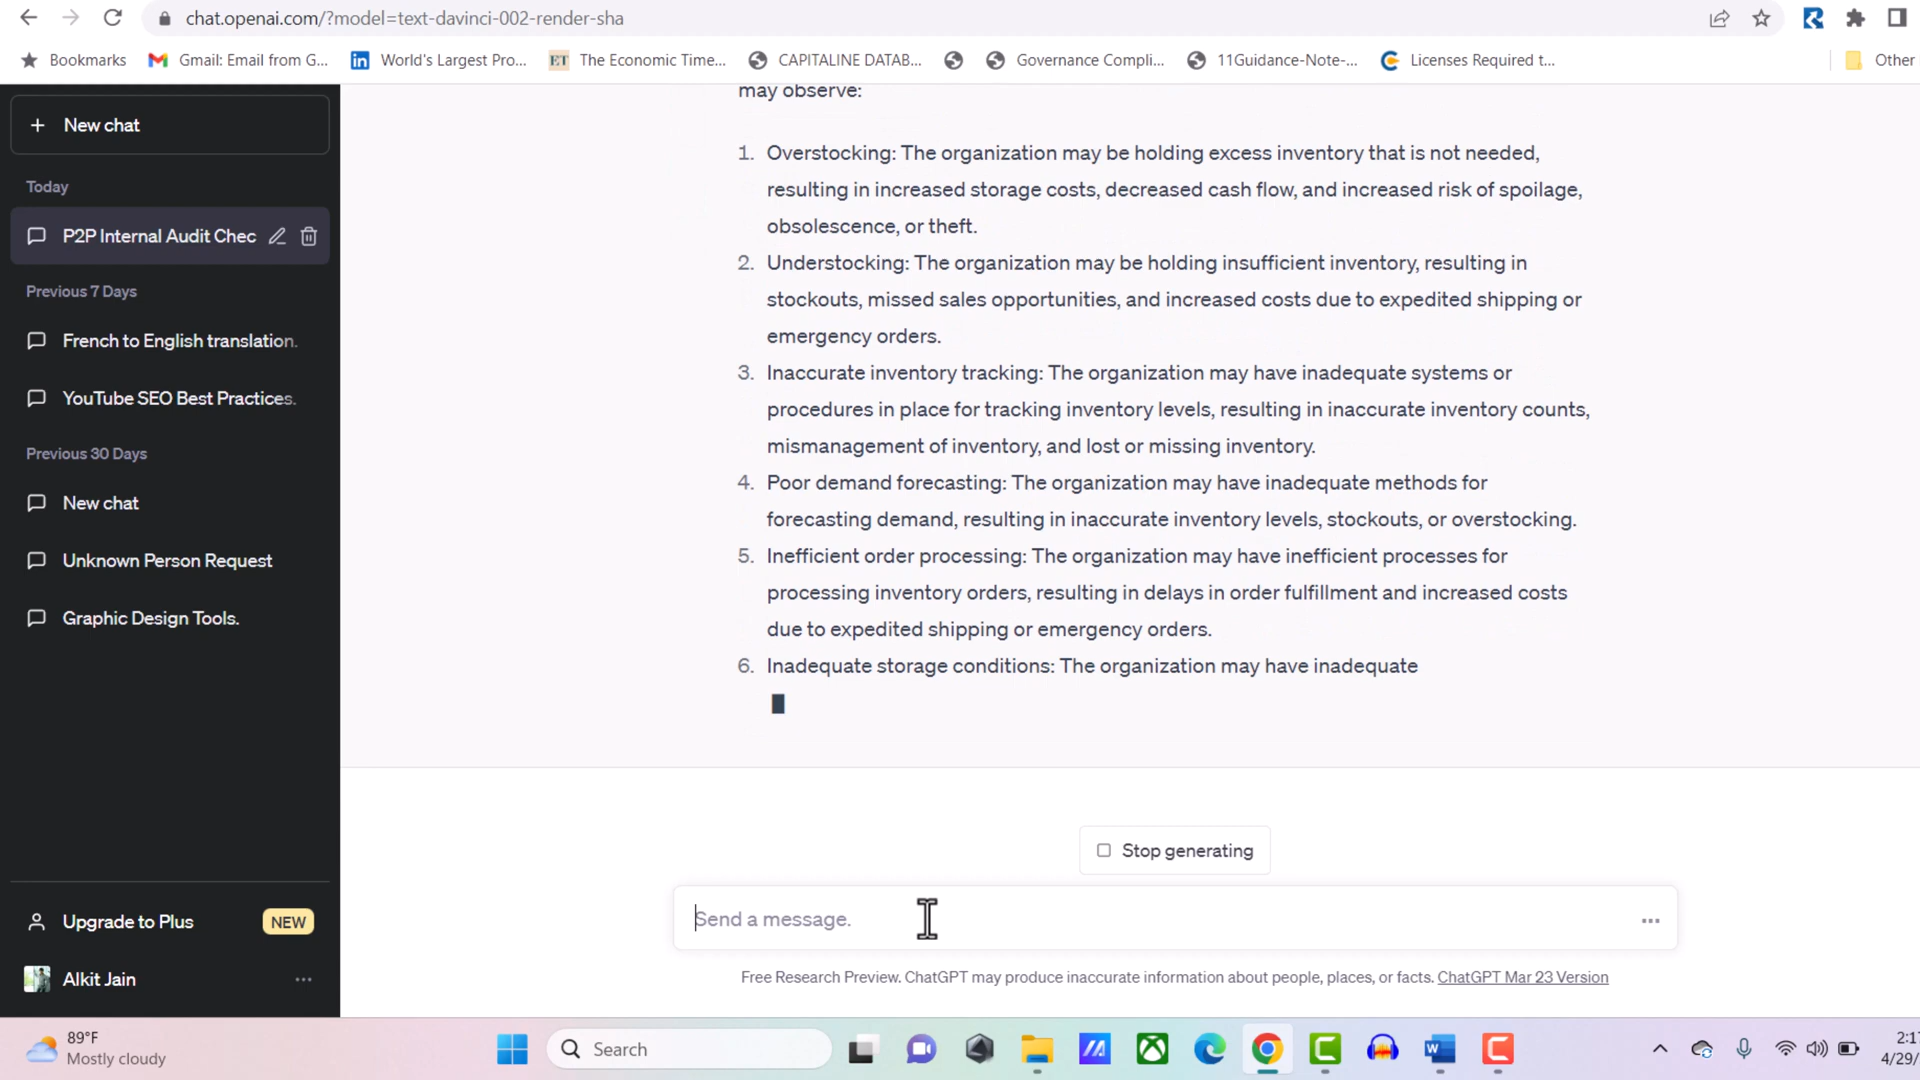 chat.openai.com/?model=text-davinci-002-render-sha
Bookmarks
Gmail: Email from G...
World's Largest Pro...
ET
The Economic Time...
CAPITALINE DATAB...
Governance Compli...
11Guidance-Note-...
Licenses Required t...
Other
New chat
Today
P2P Internal Audit Chec
Previous 7 Days
French to English translation.
YouTube SEO Best Practices.
Previous 30 Days
New chat
Unknown Person Request
Graphic Design Tools.
Upgrade to Plus
NEW
Alkit Jain
may observe:
1. Overstocking: The organization may be holding excess inventory that is not needed,
resulting in increased storage costs, decreased cash flow, and increased risk of spoilage,
obsolescence, or theft.
2. Understocking: The organization may be holding insufficient inventory, resulting in
stockouts, missed sales opportunities, and increased costs due to expedited shipping or
emergency orders.
3. Inaccurate inventory tracking: The organization may have inadequate systems or
procedures in place for tracking inventory levels, resulting in inaccurate inventory counts,
mismanagement of inventory, and lost or missing inventory.
4. Poor demand forecasting: The organization may have inadequate methods for
forecasting demand, resulting in inaccurate inventory levels, stockouts, or overstocking.
5. Inefficient order processing: The organization may have inefficient processes for
processing inventory orders, resulting in delays in order fulfillment and increased costs
due to expedited shipping or emergency orders.
6. Inadequate storage conditions: The organization may have inadequate
Stop generating
Send a message.
Free Research Preview. ChatGPT may produce inaccurate information about people, places, or facts. ChatGPT Mar 23 Version
89°F
Mostly cloudy
Search
2:1
4/29/